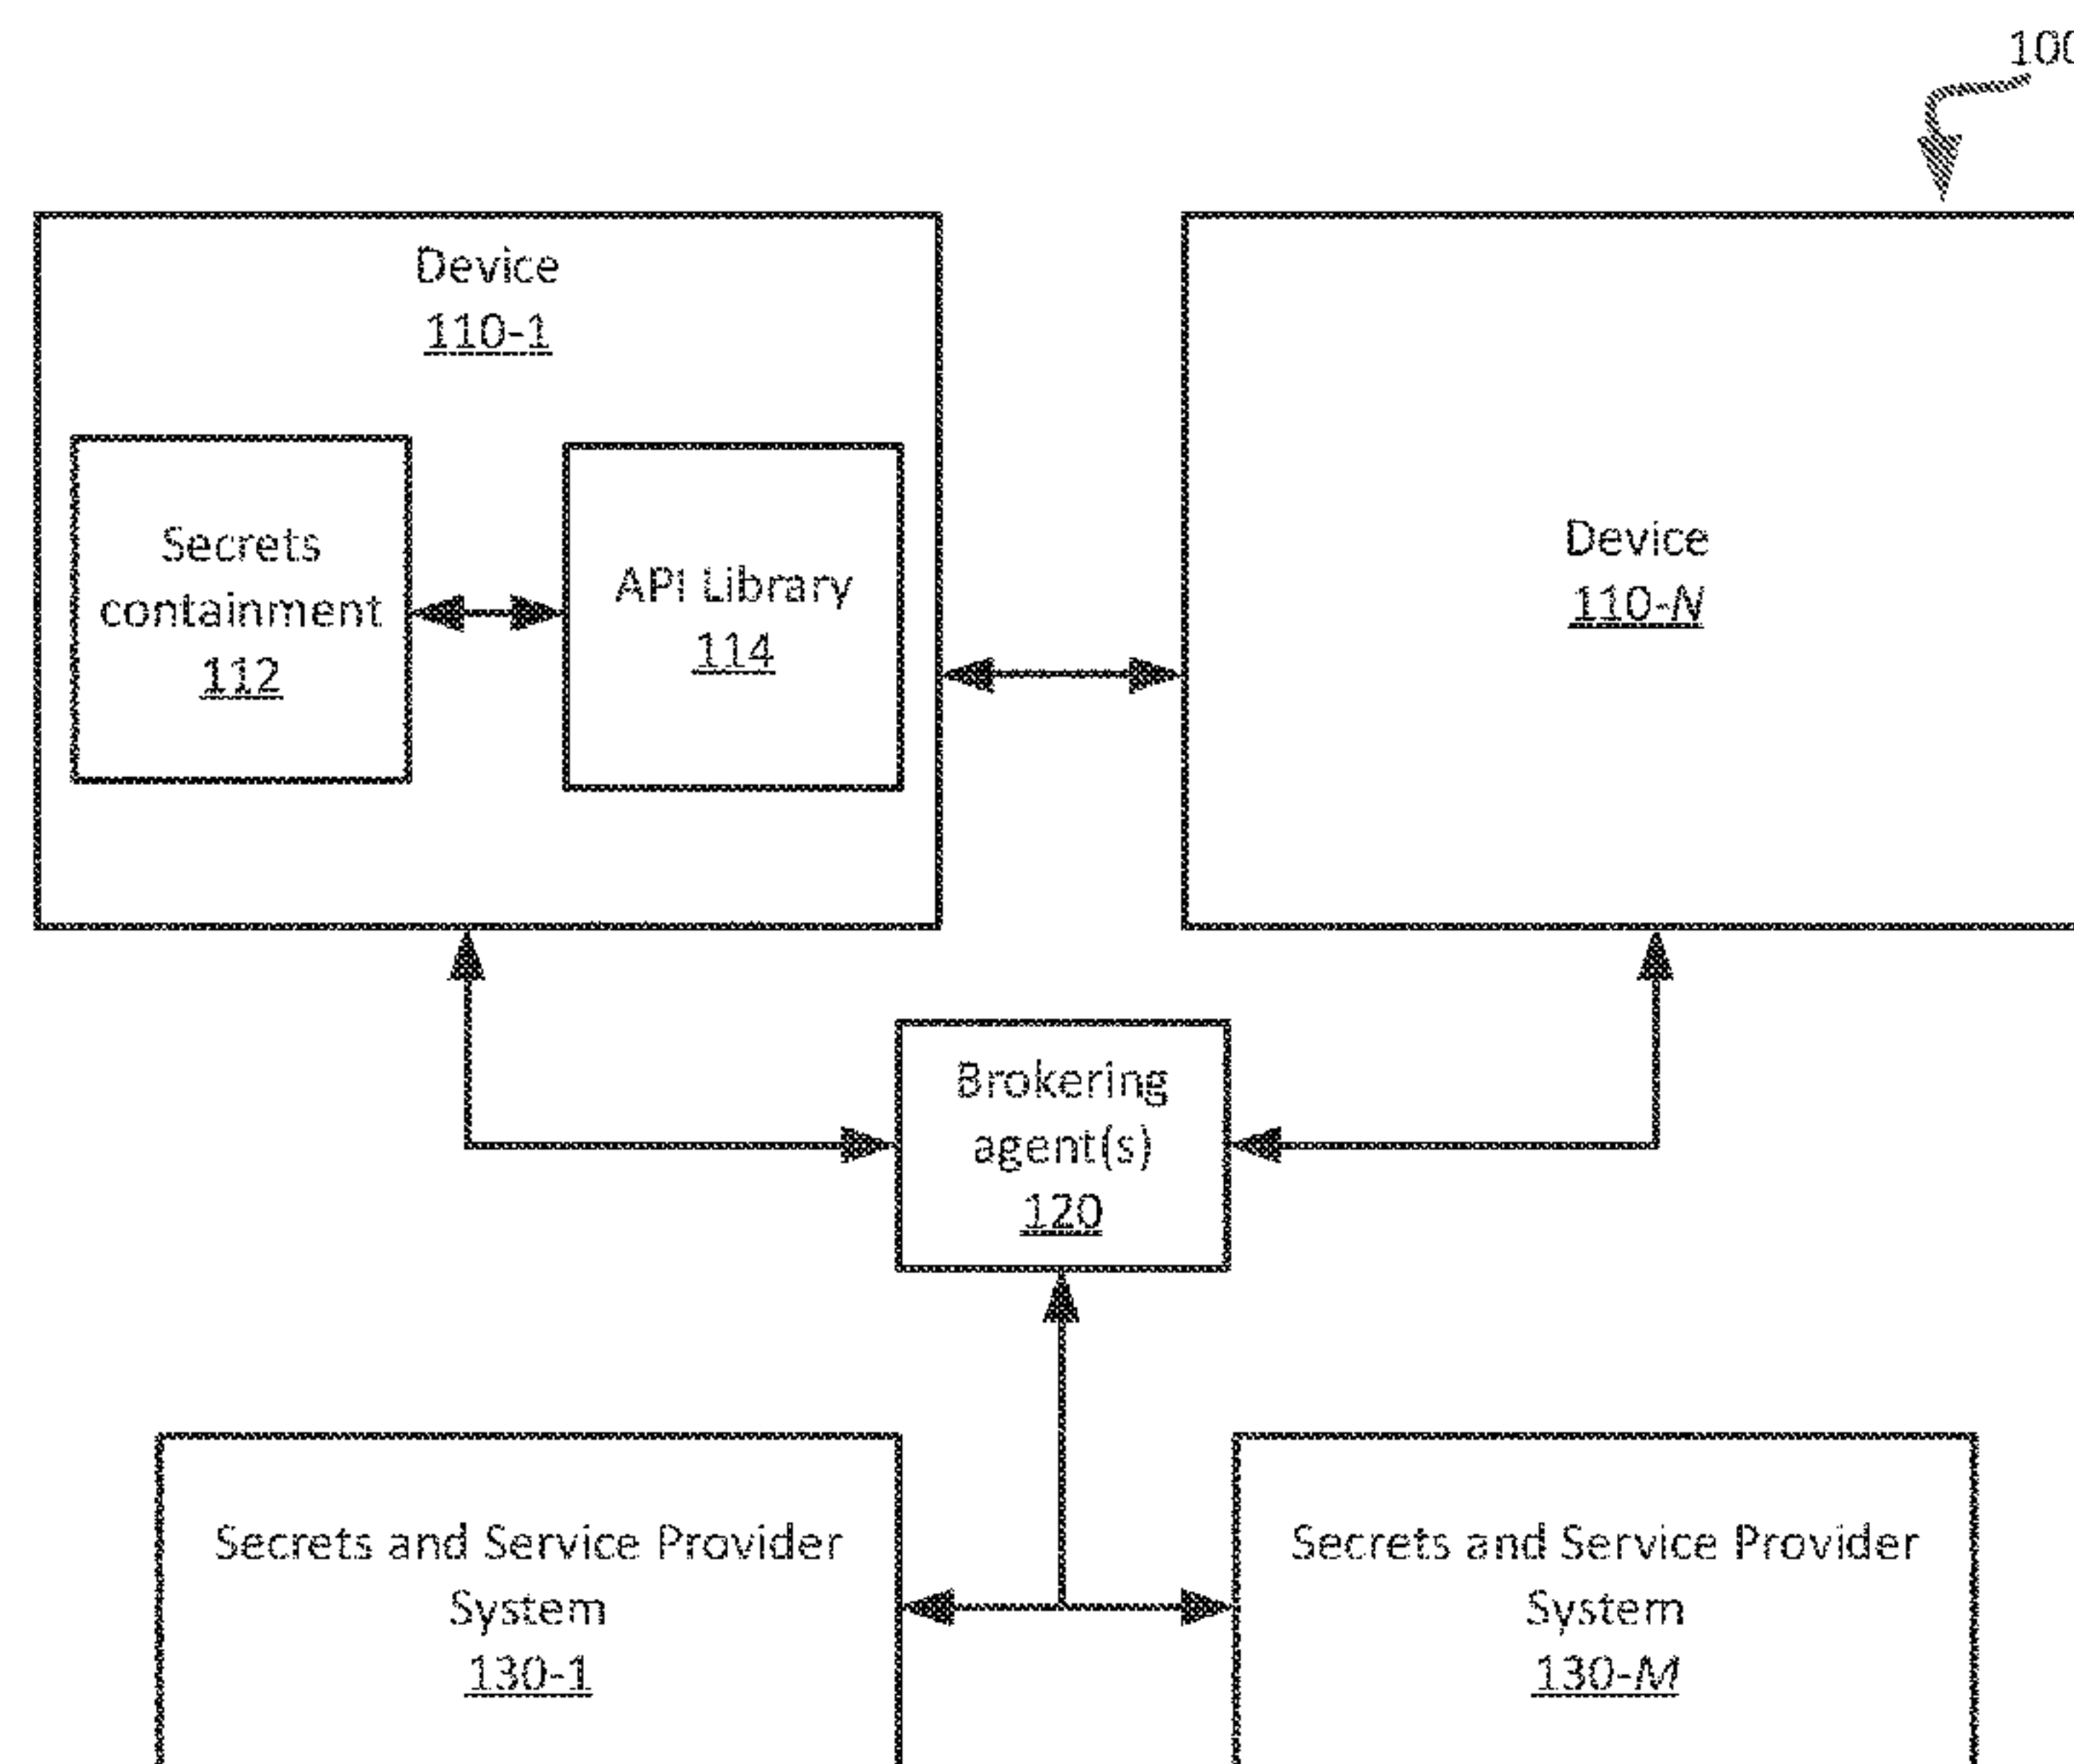 100
Device
110-1
Secrets
containment
112
API Library
114
Device
110-N
Brokering
agent(s)
120
Secrets and Service Provider
System
130-1
Secrets and Service Provider
System
130-M